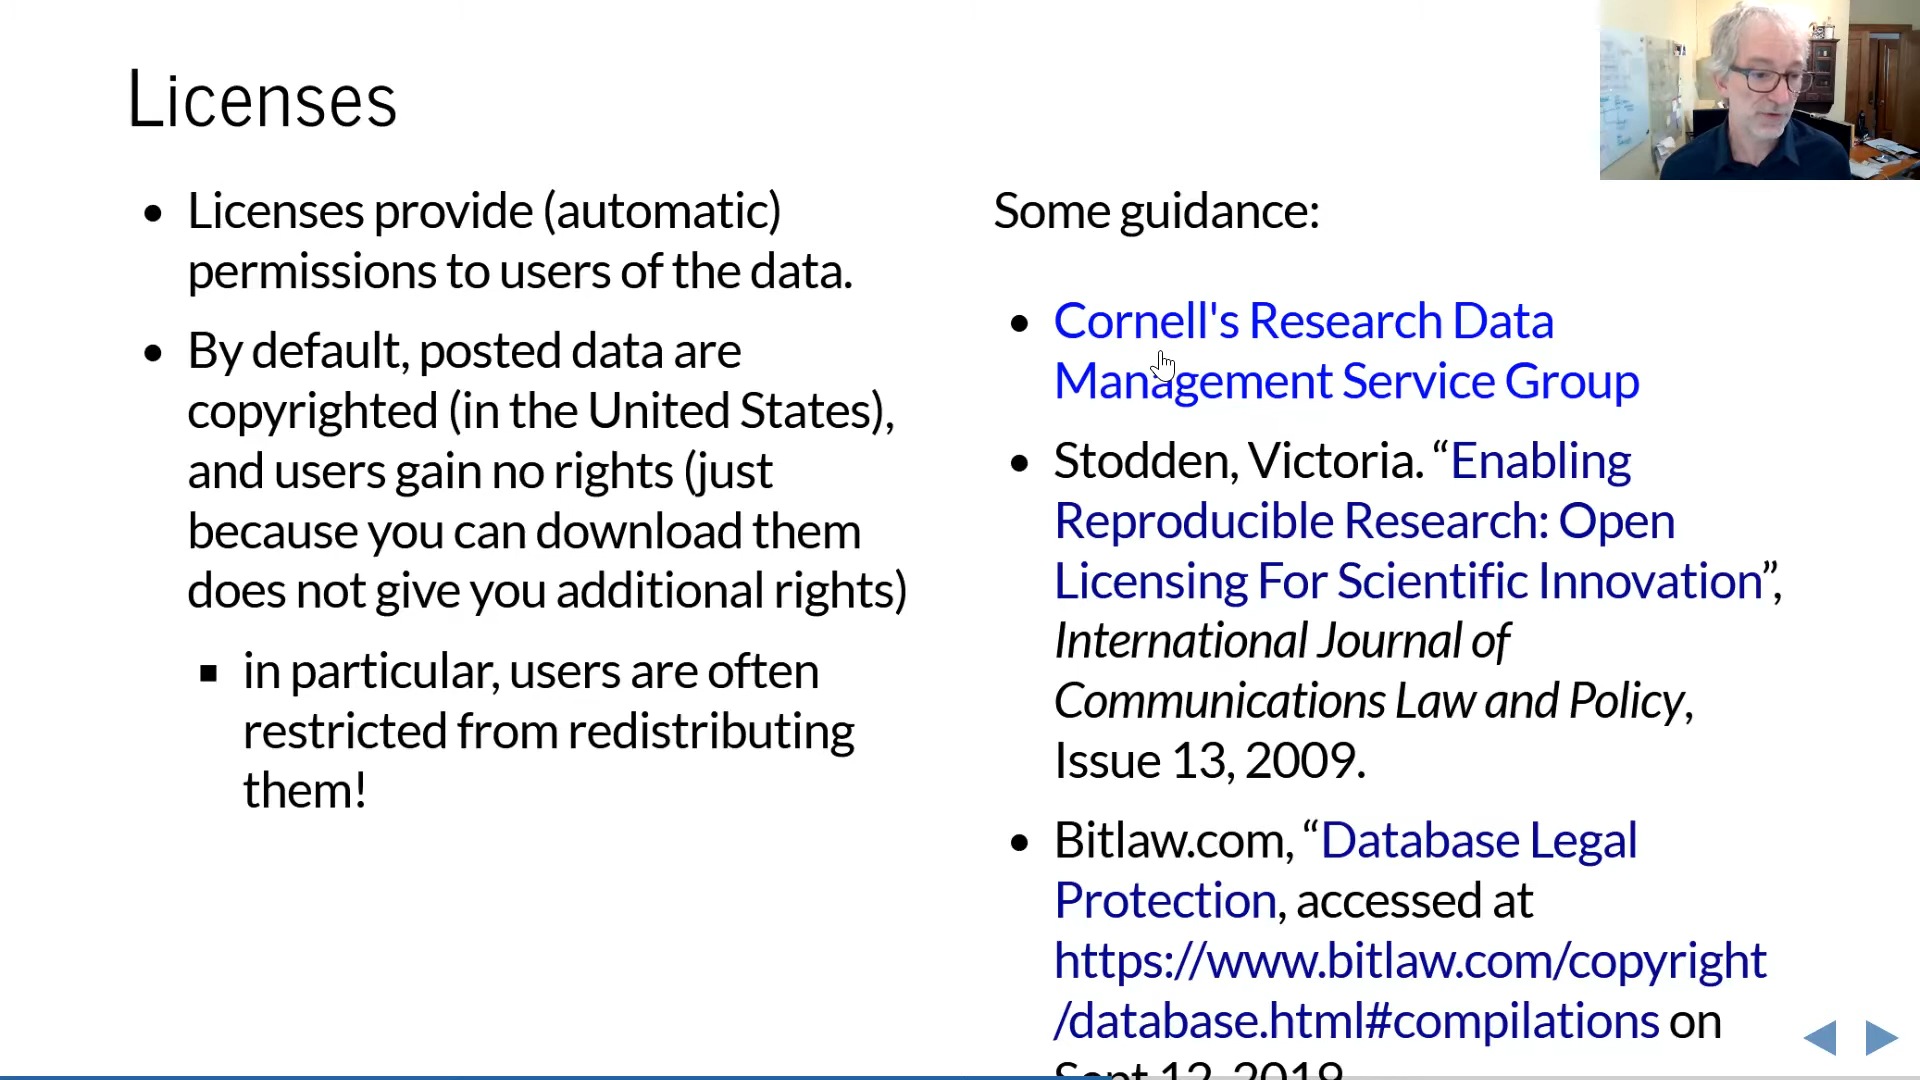 Licenses
Licenses provide (automatic)
permissions to users of the data.
By default, posted data are
copyrighted (in the United States),
and users gain no rights (just
because you can download them
does not give you additional rights)
in particular, users are often
restricted from redistributing
them!
Some guidance:
Cornell's Research Data
Management Service Group
Stodden, Victoria. “Enabling
Reproducible Research: Open
Licensing For Scientific Innovation”,
International Journal of
Communications Law and Policy,
Issue 13, 2009.
Bitlaw.com, “Database Legal
Protection, accessed at
https://www.bitlaw.com/copyright
/database.html#compilations on
Sept 12, 2019